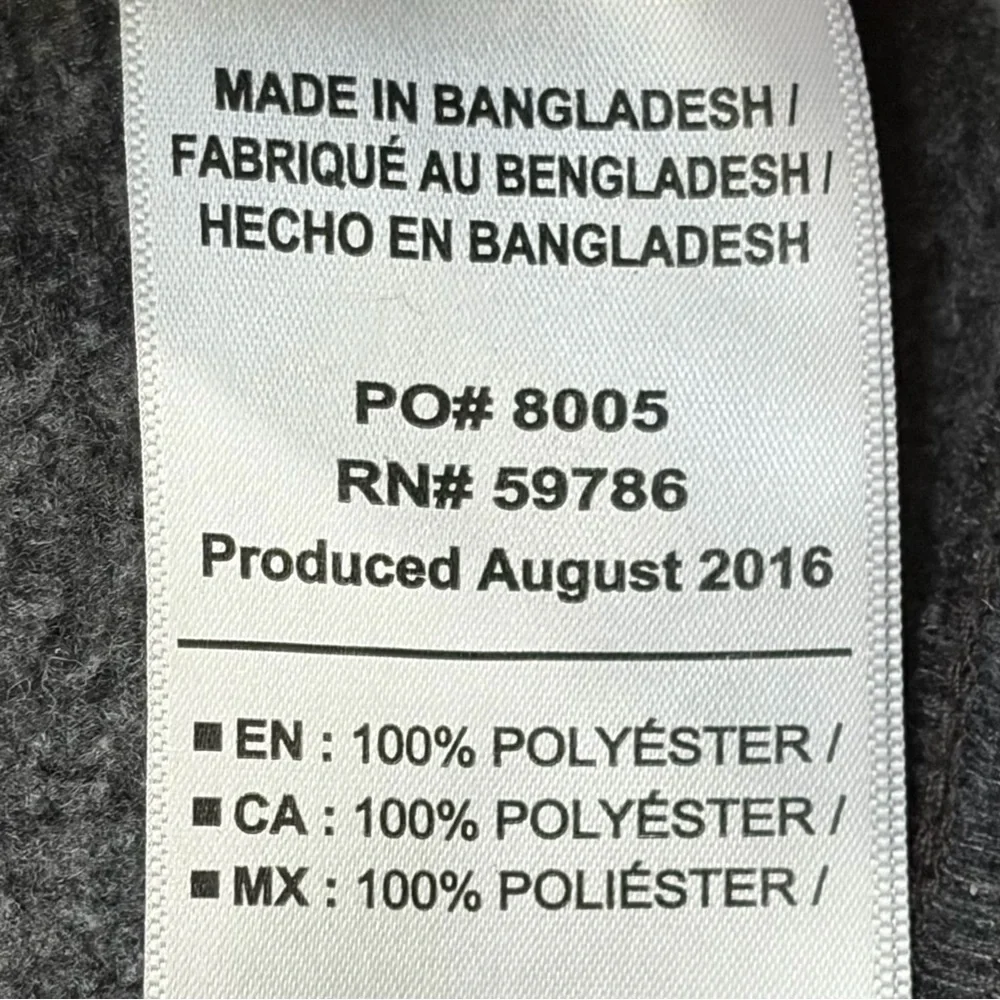 MADE IN BANGLADESH /
FABRIQUÉ AU BENGLADESH /
HECHO EN BANGLADESH
PO# 8005
RN# 59786
Produced August 2016
■ EN : 100% POLYÉSTER /
■ CA : 100% POLYÉSTER /
■ MX : 100% POLIÉSTER /